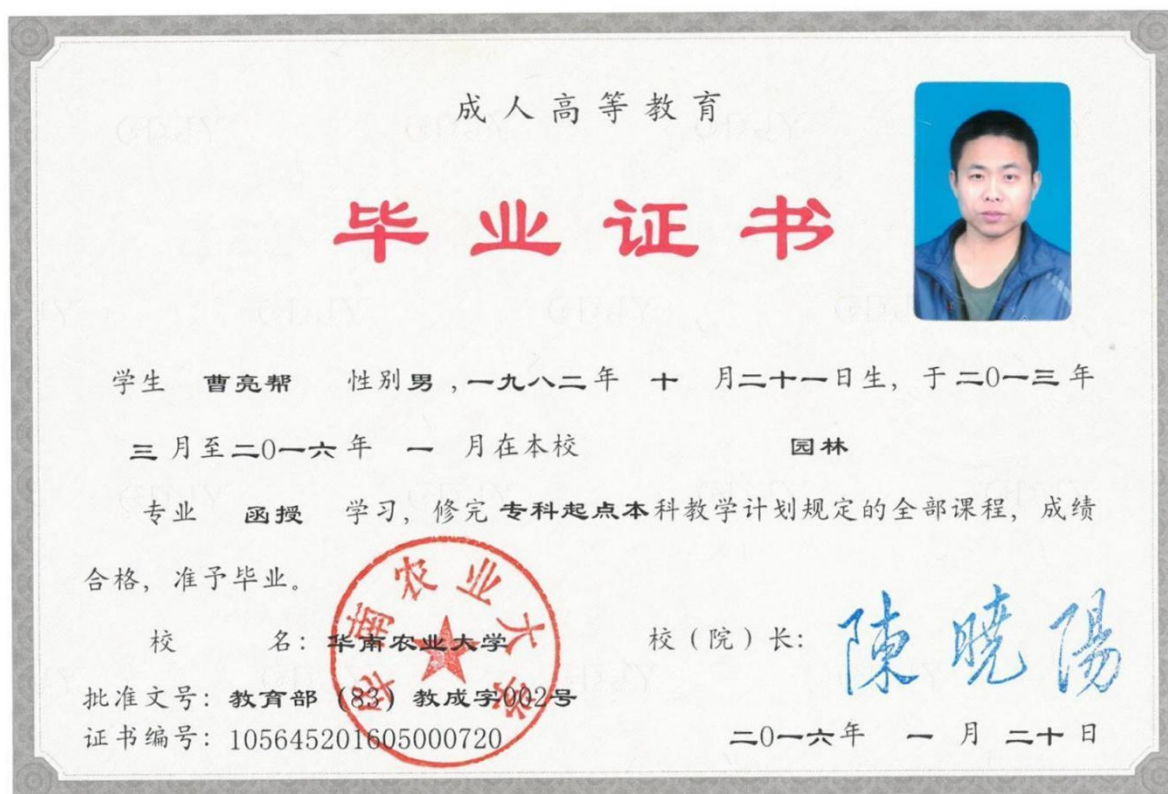 成人高等教育
毕业证书
学生 曹亮帮 性别男,一九八二年 十 月二十一日生, 于二0一三年
三月至二0一六年 一 月在本校 园林
专业 函授 学习, 修完 专科起点本科教学计划规定的全部课程, 成绩
合格, 准予毕业。
华南农业大学
校 名: 华南农业大学 校(院)长: 陳曉陽
批准文号: 教育部 (83) 教成字002号
证书编号: 105645201605000720 二0一六年 一 月 二十日